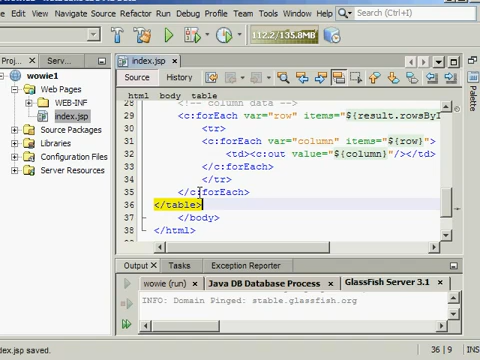 Edit View Navigate Source Refactor Run Debug Profile Team Tools Window Help
Search (Ctrl+I)
112.2/135.8MB
Proj... Serv...
index.jsp
Source History
html body table
wowie1
Web Pages
WEB-INF
index.jsp
Source Packages
Libraries
Configuration Files
Server Resources
28 <!-- column data -->
29 <c:forEach var="row" items="${result.rowsByI
30 <tr>
31 <c:forEach var="column" items="${row}">
32 <td><c:out value="${column}"/></td>
33 </c:forEach>
34 </tr>
35 </c:forEach>
36 </table>
37 </body>
38 </html>
Palette
Output Tasks Exception Reporter
wowie (run) Java DB Database Process GlassFish Server 3.1
INFO: Domain Pinged: stable.glassfish.org
dex.jsp saved.
36 | 9 INS